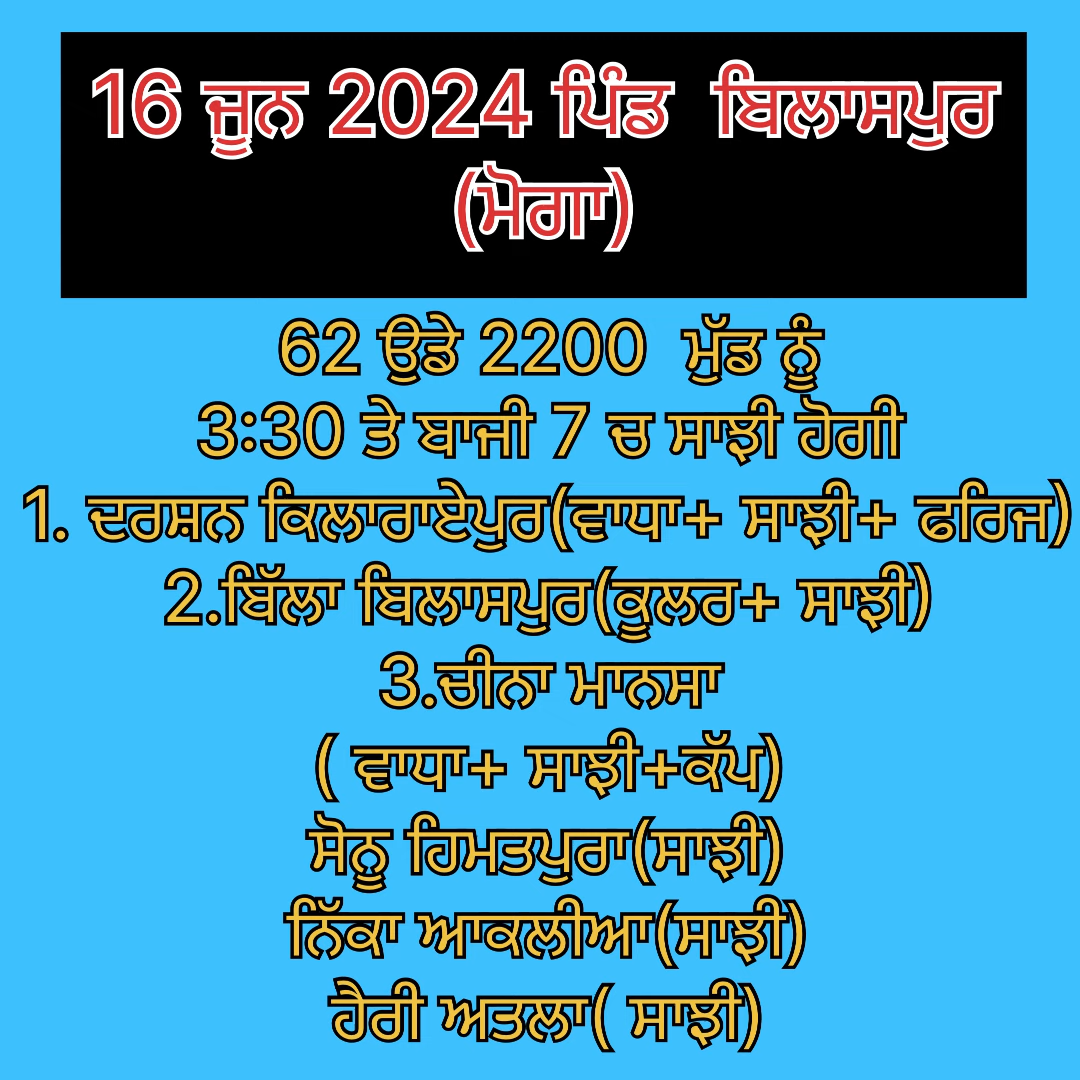 16 ਜੂਨ 2024 ਪਿੰਡ ਬਿਲਾਸਪੁਰ
(ਮੋਗਾ)
62 ਉਡੇ 2200 ਮੁੱਡ ਨੂੰ
3:30 ਤੇ ਬਾਜੀ 7 ਚ ਸਾਝੀ ਹੋਗੀ
1. ਦਰਸ਼ਨ ਕਿਲਾਰਾਏਪੁਰ(ਵਾਧਾ+ ਸਾਝੀ+ ਫਰਿਜ)
2.ਬਿੱਲਾ ਬਿਲਾਸਪੁਰ(ਕੂਲਰ+ ਸਾਝੀ)
3.ਚੀਨਾ ਮਾਨਸਾ
( ਵਾਧਾ+ ਸਾਝੀ+ਕੱਪ)
ਸੋਨੂ ਹਿਮਤਪੁਰਾ(ਸਾਝੀ)
ਨਿੱਕਾ ਆਕਲੀਆ(ਸਾਝੀ)
ਹੈਰੀ ਅਤਲਾ( ਸਾਝੀ)